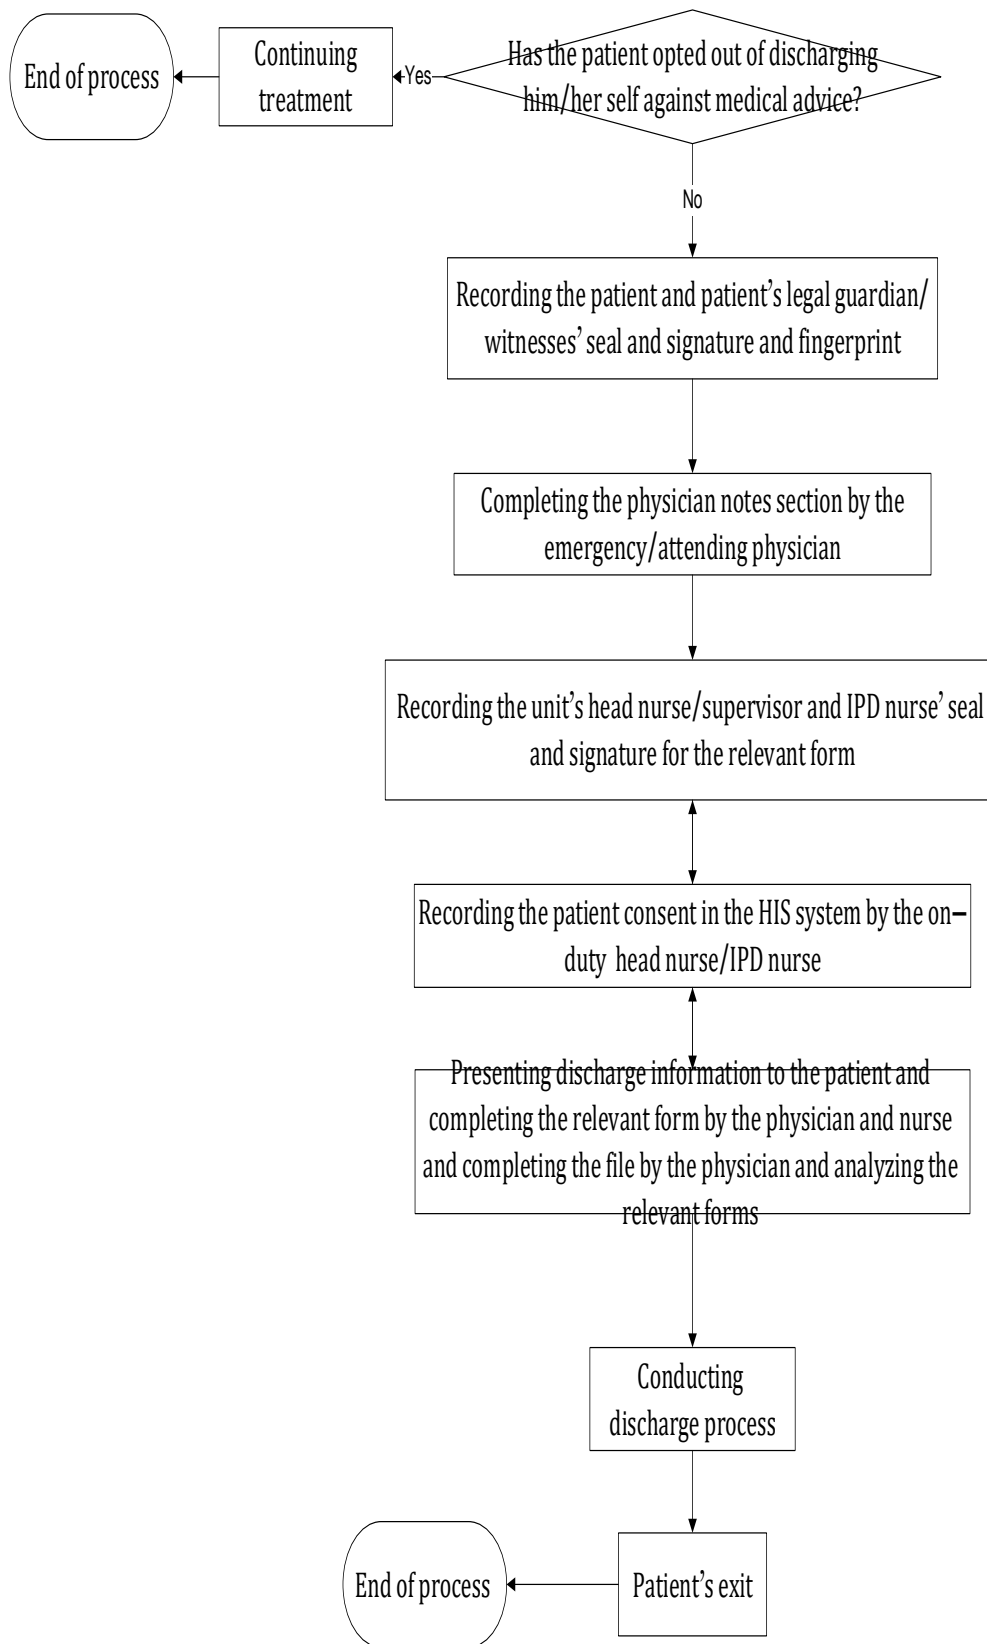 End of process
Continuing
treatment
Yes
Has the patient opted out of discharging
him/her self against medical advice?
No
Recording the patient and patient's legal guardian/
witnesses' seal and signature and fingerprint
Completing the physician notes section by the
emergency/attending physician
Recording the unit's head nurse/supervisor and IPD nurse' seal
and signature for the relevant form
Recording the patient consent in the HIS system by the on–
duty head nurse/IPD nurse
Presenting discharge information to the patient and
completing the relevant form by the physician and nurse
and completing the file by the physician and analyzing the
relevant forms
Conducting
discharge process
End of process
Patient's exit